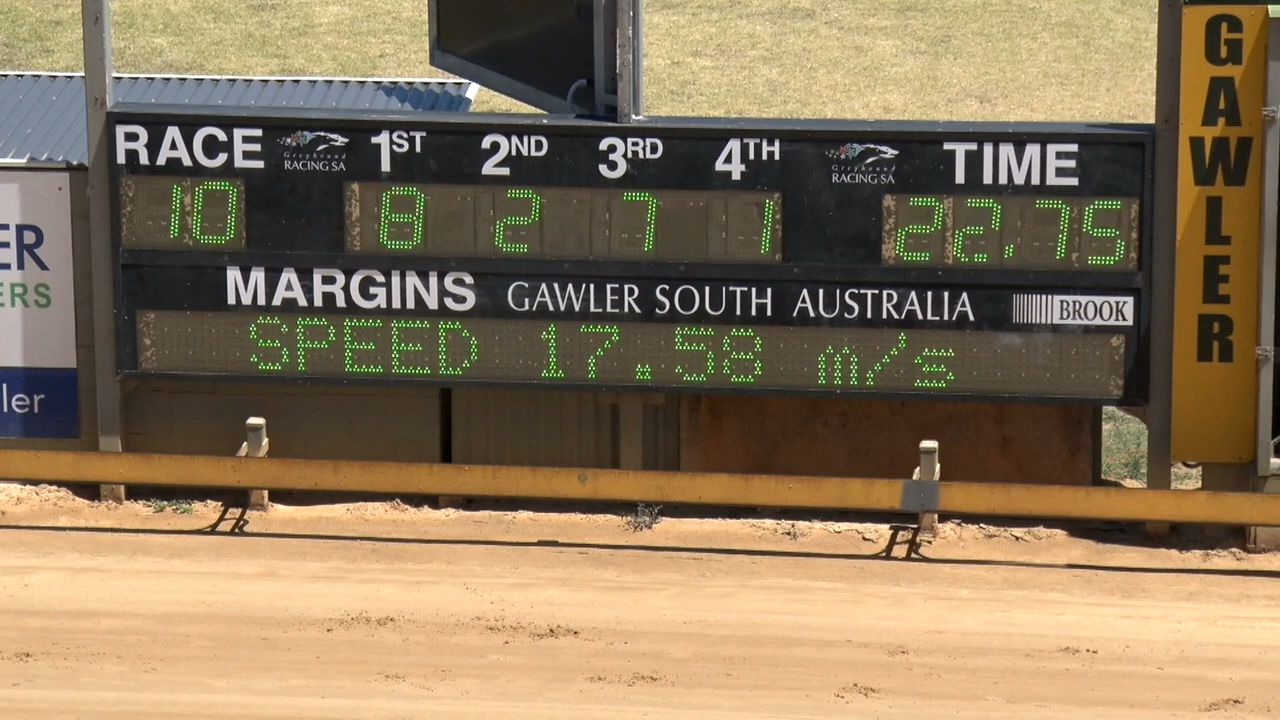 RACE Greyhound RACING SA 1ST 2ND 3RD 4TH Greyhound RACING SA TIME
10 8 2 7 1 22.75
MARGINS GAWLER SOUTH AUSTRALIA BROOK
SPEED 17.58 m/s
GAWLER
ER
ERS
ler